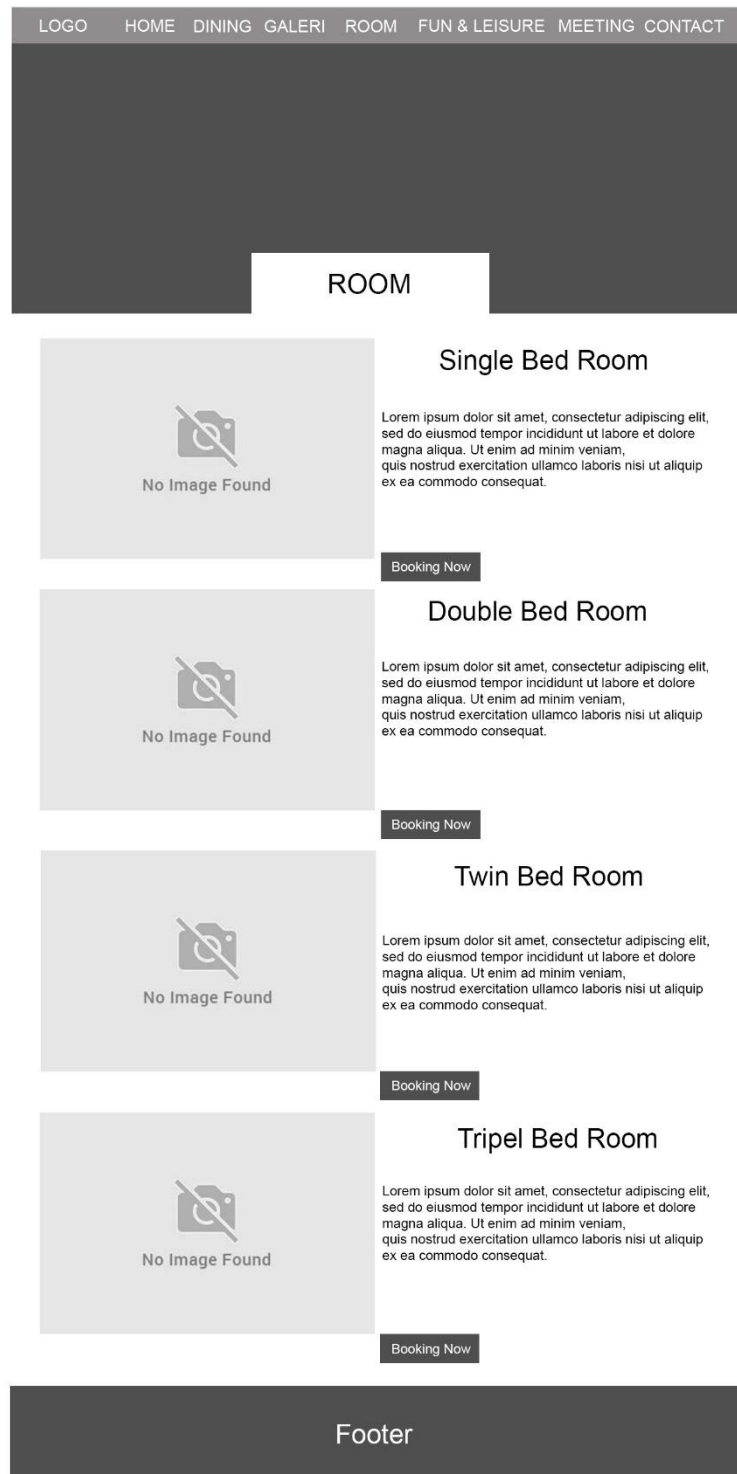 LOGO HOME DINING GALERI ROOM FUN & LEISURE MEETING CONTACT
ROOM
No Image Found
Single Bed Room
Lorem ipsum dolor sit amet, consectetur adipiscing elit,
sed do eiusmod tempor incididunt ut labore et dolore
magna aliqua. Ut enim ad minim veniam,
quis nostrud exercitation ullamco laboris nisi ut aliquip
ex ea commodo consequat.
Booking Now
No Image Found
Double Bed Room
Lorem ipsum dolor sit amet, consectetur adipiscing elit,
sed do eiusmod tempor incididunt ut labore et dolore
magna aliqua. Ut enim ad minim veniam,
quis nostrud exercitation ullamco laboris nisi ut aliquip
ex ea commodo consequat.
Booking Now
No Image Found
Twin Bed Room
Lorem ipsum dolor sit amet, consectetur adipiscing elit,
sed do eiusmod tempor incididunt ut labore et dolore
magna aliqua. Ut enim ad minim veniam,
quis nostrud exercitation ullamco laboris nisi ut aliquip
ex ea commodo consequat.
Booking Now
No Image Found
Tripel Bed Room
Lorem ipsum dolor sit amet, consectetur adipiscing elit,
sed do eiusmod tempor incididunt ut labore et dolore
magna aliqua. Ut enim ad minim veniam,
quis nostrud exercitation ullamco laboris nisi ut aliquip
ex ea commodo consequat.
Booking Now
Footer